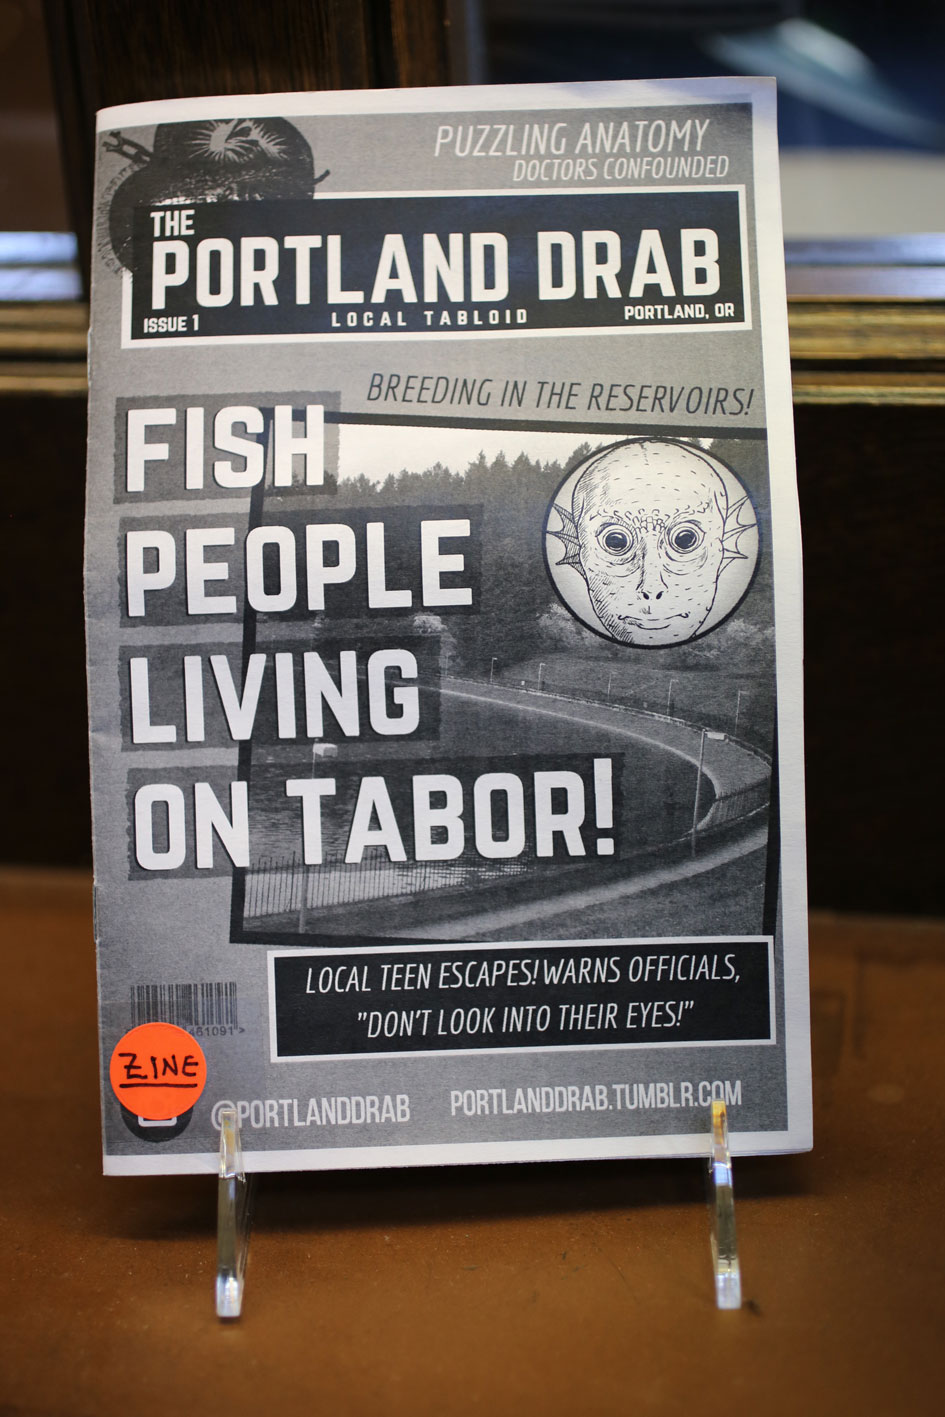 PUZZLING ANATOMY
DOCTORS CONFOUNDED
THE
PORTLAND DRAB
ISSUE 1
LOCAL TABLOID
PORTLAND, OR
BREEDING IN THE RESERVOIRS!
FISH
PEOPLE
LIVING
ON TABOR!
LOCAL TEEN ESCAPES! WARNS OFFICIALS,
"DON'T LOOK INTO THEIR EYES!"
61091>
ZINE
@PORTLANDDRAB
PORTLANDDRAB.TUMBLR.COM